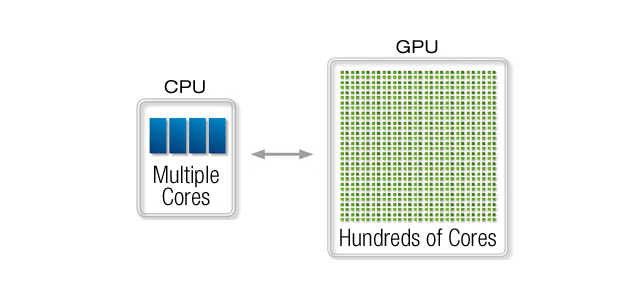 CPU
Multiple
Cores
GPU
Hundreds of Cores